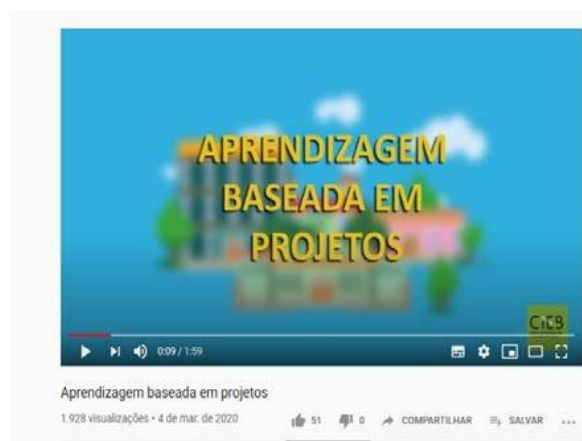 APRENDIZAGEM
BASEADA EM
PROJETOS
CIEB
0:09 / 1:59
Aprendizagem baseada em projetos
1.928 visualizações • 4 de mar. de 2020 51 0 COMPARTILHAR SALVAR ...